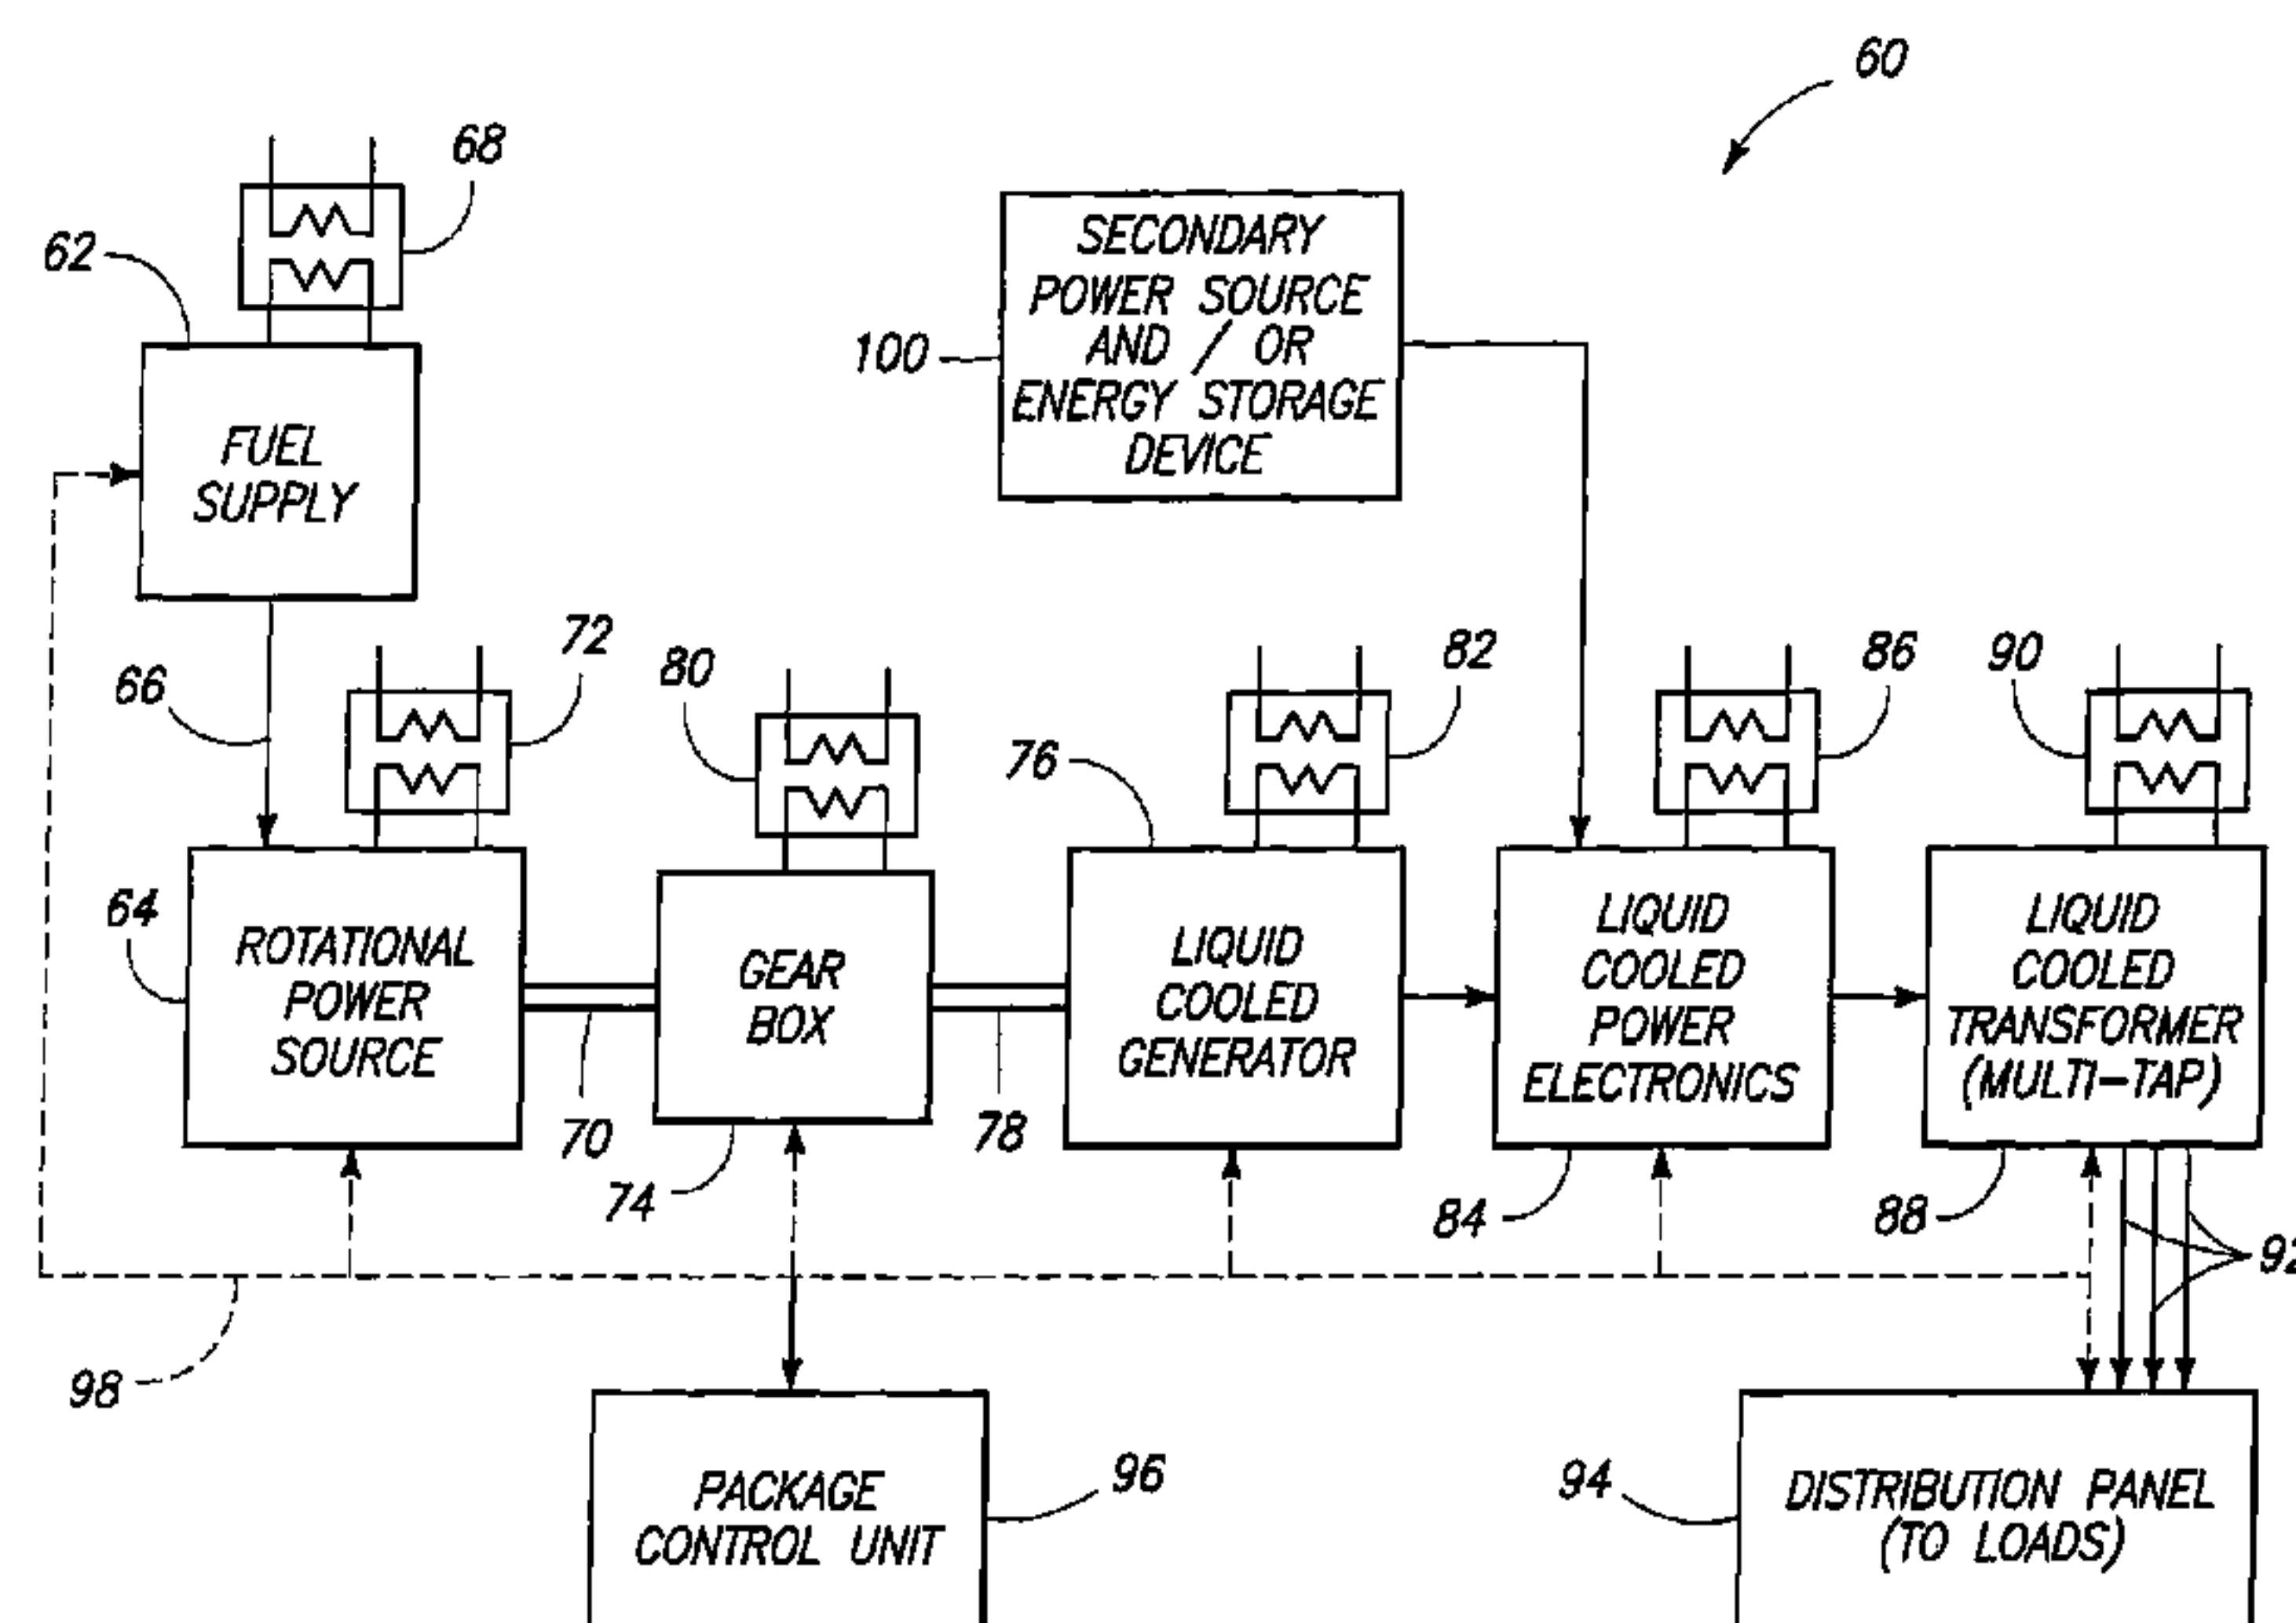 60
68
62
SECONDARY
POWER SOURCE
AND / OR
ENERGY STORAGE
DEVICE
100
FUEL
SUPPLY
66
72
80
76
82
86
90
64
ROTATIONAL
POWER
SOURCE
GEAR
BOX
LIQUID
COOLED
GENERATOR
LIQUID
COOLED
POWER
ELECTRONICS
LIQUID
COOLED
TRANSFORMER
(MULTI-TAP)
70
74
78
84
88
92
98
PACKAGE
CONTROL UNIT
96
94
DISTRIBUTION PANEL
(TO LOADS)